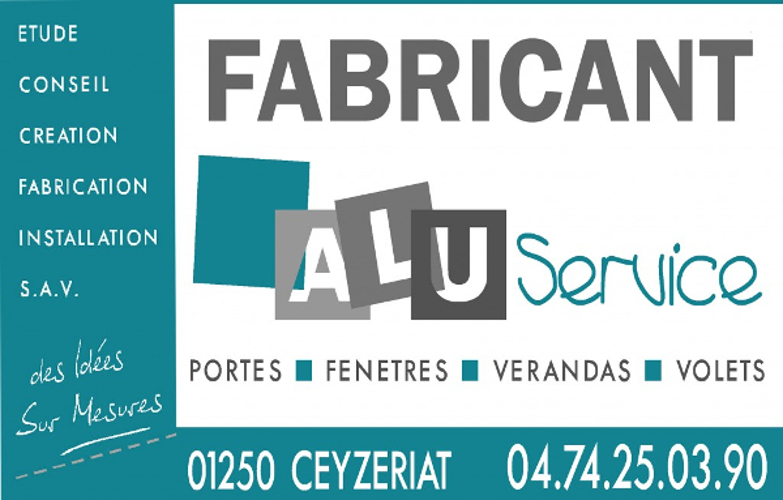 ETUDE
CONSEIL
CREATION
FABRICATION
INSTALLATION
S.A.V.
des Idées
Sur Mesures
FABRICANT
ALU Service
PORTES ■ FENETRES ■ VERANDAS ■ VOLETS
01250 CEYZERIAT 04.74.25.03.90